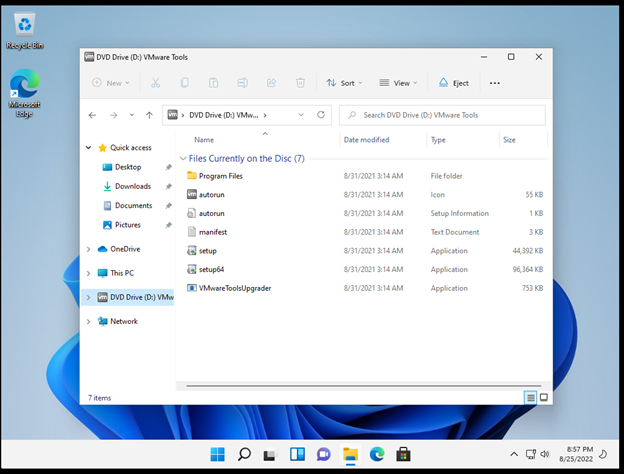 Recycle Bin
Microsoft
Edge
vm DVD Drive (D:) VMware Tools
New Sort View Eject
DVD Drive (D:) VMw... Search DVD Drive (D:) VMware Tools
Name Date modified Type Size
Quick access
Desktop
Downloads
Documents
Pictures
OneDrive
This PC
vm DVD Drive (D:) VMw
Network
Files Currently on the Disc (7)
Program Files 8/31/2021 3:14 AM File folder
vm autorun 8/31/2021 3:14 AM Icon 55 KB
autorun 8/31/2021 3:14 AM Setup Information 1 KB
manifest 8/31/2021 3:14 AM Text Document 3 KB
setup 8/31/2021 3:14 AM Application 44,392 KB
setup64 8/31/2021 3:14 AM Application 96,364 KB
VMwareToolsUpgrader 8/31/2021 3:14 AM Application 753 KB
7 items
8:57 PM
8/25/2022